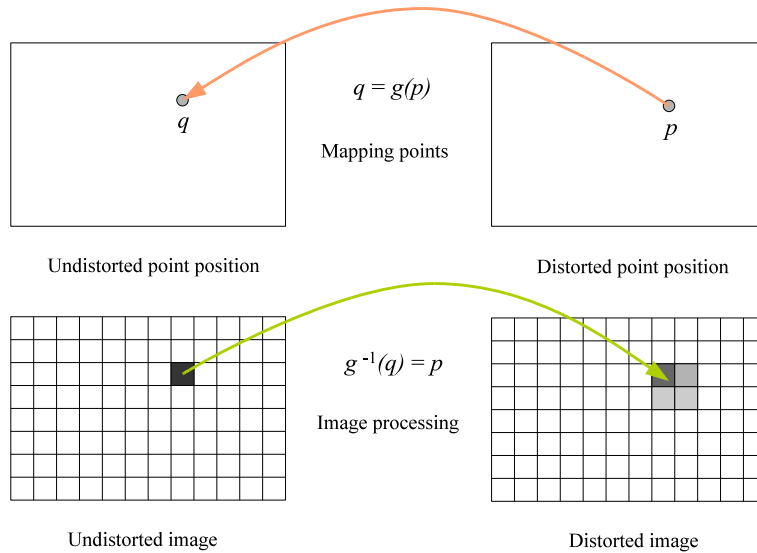 q = g(p)
q
p
Mapping points
Undistorted point position
Distorted point position
g⁻¹(q) = p
Image processing
Undistorted image
Distorted image